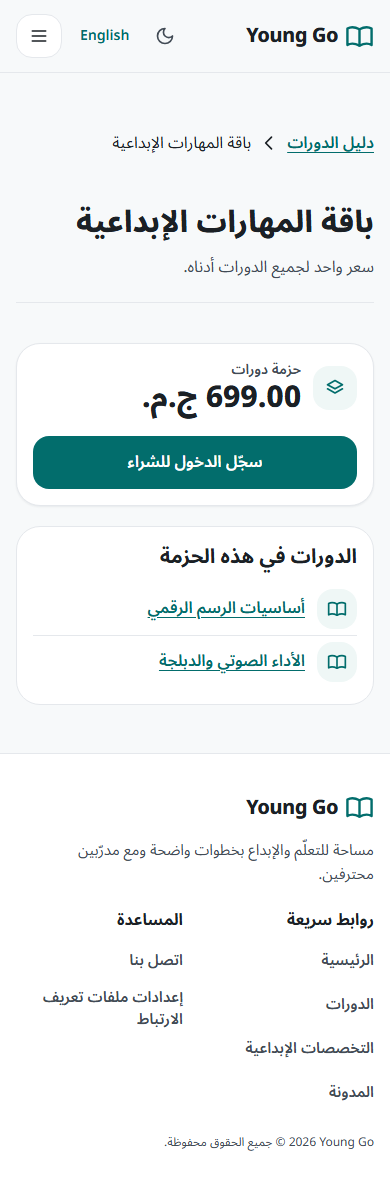 Young Go
English
دليل الدورات
باقة المهارات الإبداعية
باقة المهارات الإبداعية
سعر واحد لجميع الدورات أدناه.
حزمة دورات
699.00 ج.م.
سجّل الدخول للشراء
الدورات في هذه الحزمة
أساسيات الرسم الرقمي
الأداء الصوتي والدبلجة
Young Go
مساحة للتعلّم والإبداع بخطوات واضحة ومع مدرّبين
محترفين.
روابط سريعة
الرئيسية
الدورات
التخصصات الإبداعية
المدونة
المساعدة
اتصل بنا
إعدادات ملفات تعريف
الارتباط
Young Go © 2026 جميع الحقوق محفوظة.